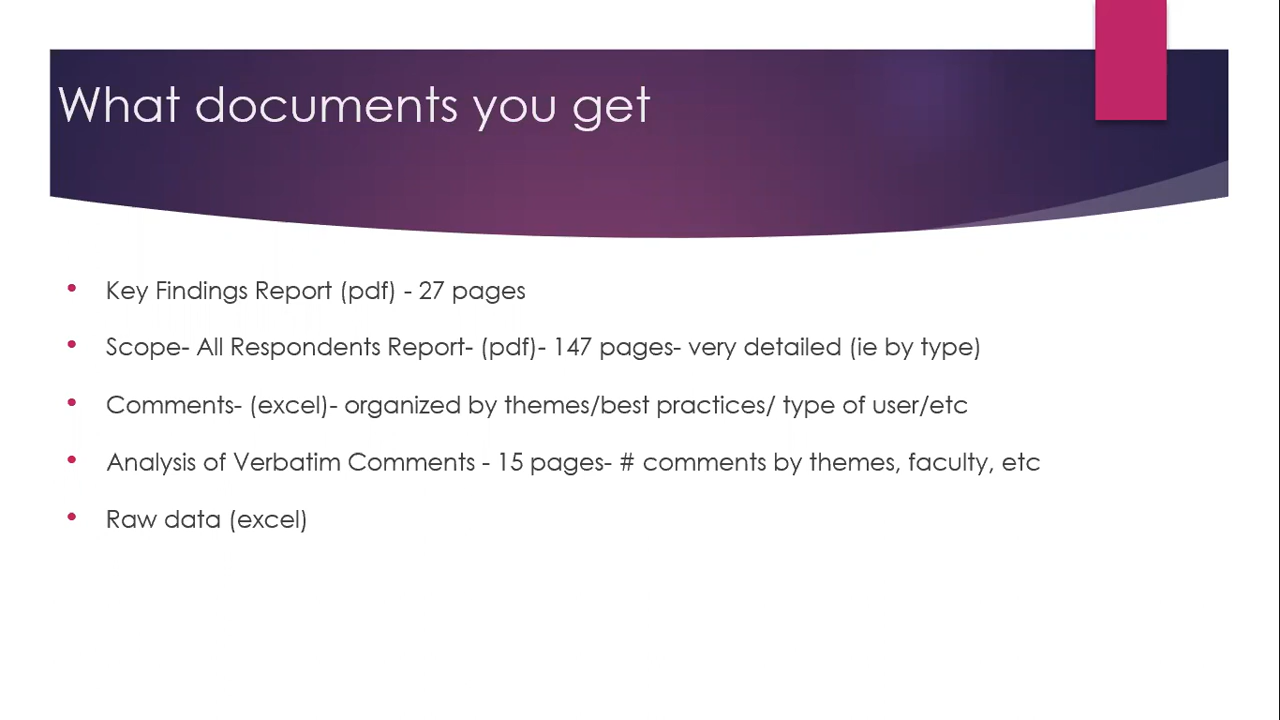 What documents you get
• Key Findings Report (pdf) - 27 pages
• Scope- All Respondents Report- (pdf)- 147 pages- very detailed (ie by type)
• Comments- (excel)- organized by themes/best practices/ type of user/etc
• Analysis of Verbatim Comments - 15 pages- # comments by themes, faculty, etc
• Raw data (excel)